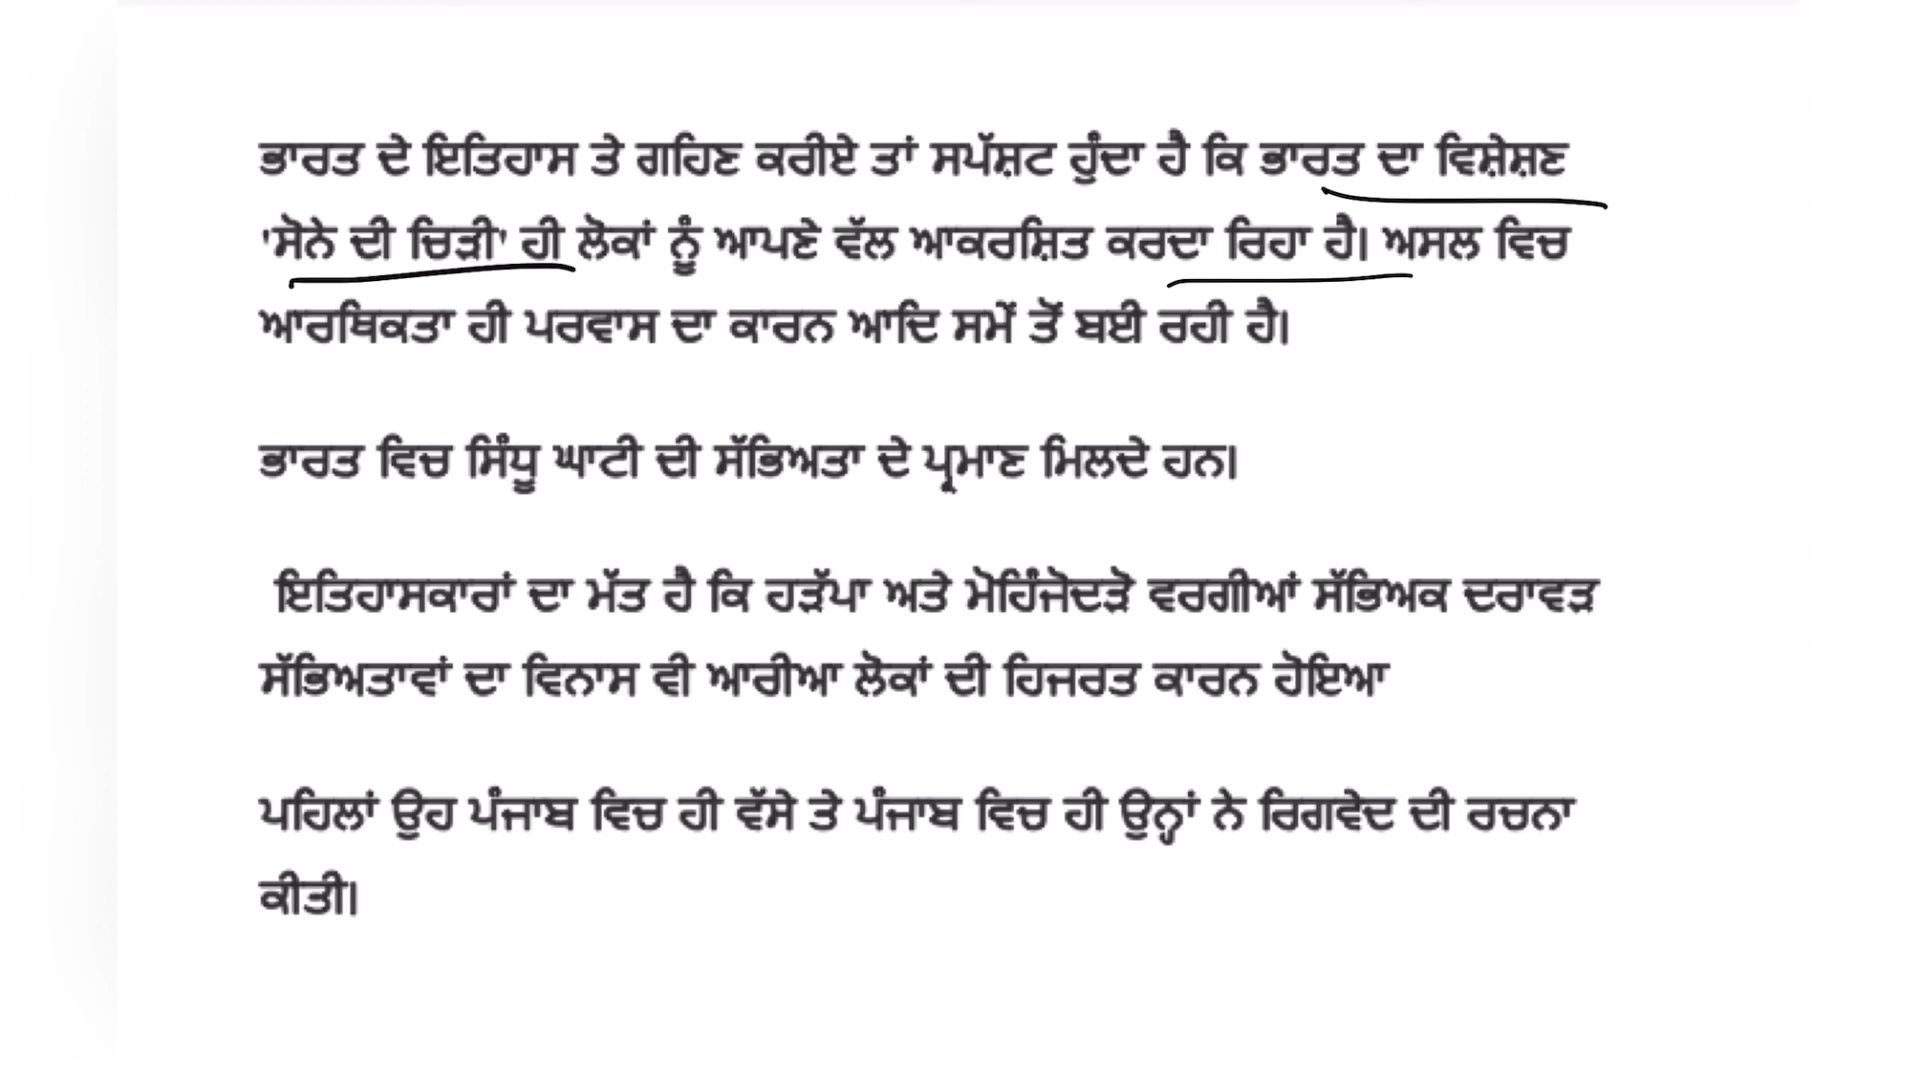 ਭਾਰਤ ਦੇ ਇਤਿਹਾਸ ਤੇ ਗਹਿਣ ਕਰੀਏ ਤਾਂ ਸਪੱਸ਼ਟ ਹੁੰਦਾ ਹੈ ਕਿ ਭਾਰਤ ਦਾ ਵਿਸ਼ੇਸ਼ਣ
'ਸੋਨੇ ਦੀ ਚਿੜੀ' ਹੀ ਲੋਕਾਂ ਨੂੰ ਆਪਣੇ ਵੱਲ ਆਕਰਸ਼ਿਤ ਕਰਦਾ ਰਿਹਾ ਹੈ। ਅਸਲ ਵਿਚ
ਆਰਥਿਕਤਾ ਹੀ ਪਰਵਾਸ ਦਾ ਕਾਰਨ ਆਦਿ ਸਮੇਂ ਤੋਂ ਬਈ ਰਹੀ ਹੈ।
ਭਾਰਤ ਵਿਚ ਸਿੰਧੂ ਘਾਟੀ ਦੀ ਸੱਭਿਅਤਾ ਦੇ ਪ੍ਰਮਾਣ ਮਿਲਦੇ ਹਨ।
ਇਤਿਹਾਸਕਾਰਾਂ ਦਾ ਮੱਤ ਹੈ ਕਿ ਹੜੱਪਾ ਅਤੇ ਮੋਹਿੰਜੋਦੜੋ ਵਰਗੀਆਂ ਸੱਭਿਅਕ ਦਰਾਵੜ
ਸੱਭਿਅਤਾਵਾਂ ਦਾ ਵਿਨਾਸ ਵੀ ਆਰੀਆ ਲੋਕਾਂ ਦੀ ਹਿਜਰਤ ਕਾਰਨ ਹੋਇਆ
ਪਹਿਲਾਂ ਉਹ ਪੰਜਾਬ ਵਿਚ ਹੀ ਵੱਸੇ ਤੇ ਪੰਜਾਬ ਵਿਚ ਹੀ ਉਨ੍ਹਾਂ ਨੇ ਰਿਗਵੇਦ ਦੀ ਰਚਨਾ
ਕੀਤੀ।